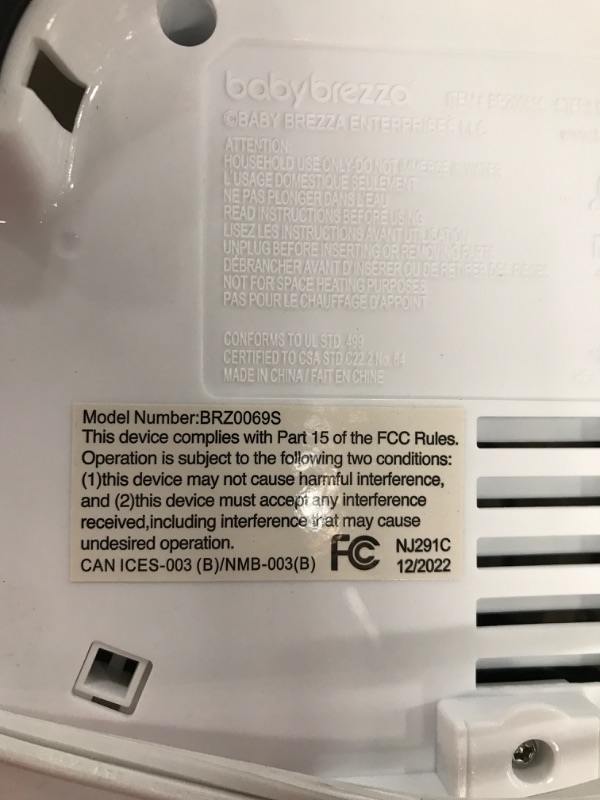 babybrezza
©BABY BREZZA ENTERPRISES LLC
ATTENTION:
HOUSEHOLD USE ONLY-DO NOT IMMERSE IN WATER
L'USAGE DOMESTIQUE SEULEMENT
NE PAS PLONGER DANS L'EAU
READ INSTRUCTIONS BEFORE USING
LISEZ LES INSTRUCTIONS AVANT UTILISATION
UNPLUG BEFORE INSERTING OR REMOVING
DÉBRANCHER AVANT D'INSÉRER OU DE RETIRER
NOT FOR SPACE HEATING PURPOSES
PAS POUR LE CHAUFFAGE D'APPOINT
CONFORMS TO UL STD. 499
CERTIFIED TO CSA STD C22.2 No. 64
MADE IN CHINA / FAIT EN CHINE
Model Number:BRZ0069S
This device complies with Part 15 of the FCC Rules.
Operation is subject to the following two conditions:
(1)this device may not cause harmful interference,
and (2)this device must accept any interference
received,including interference that may cause
undesired operation.
CAN ICES-003 (B)/NMB-003(B)
FC
NJ291C
12/2022